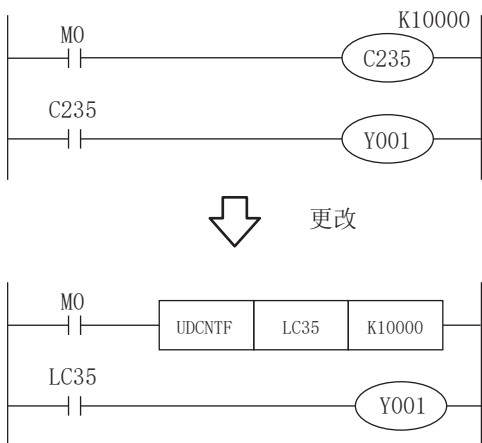 K10000
M0
C235
C235
Y001
更改
M0
UDCNTF LC35 K10000
LC35
Y001